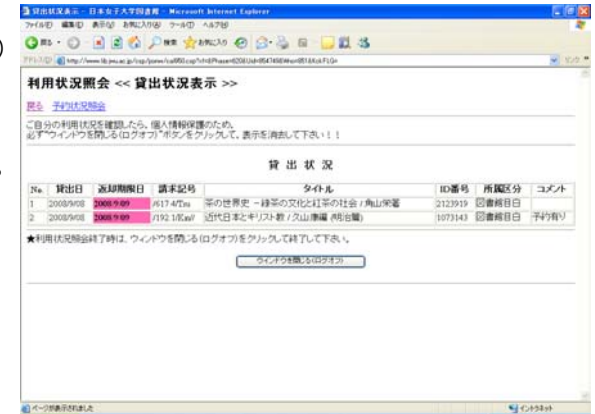 貸出状況表示 - 日本女子大学図書館 - Microsoft Internet Explorer
ファイル(F) 編集(E) 表示(V) お気に入り(A) ツール(T) ヘルプ(H)
戻る 検索 お気に入り
アドレス(D) リンク
利用状況照会 << 貸出状況表示 >>
戻る 予約状況照会
ご自分の利用状況を確認したら、個人情報保護のため、
必ず"ウインドウを閉じる(ログオフ)"ボタンをクリックして、表示を消去して下さい！！
貸 出 状 況
No. 貸出日 返却期限日 請求記号 タイトル ID番号 所属区分 コメント
1 2008/9/08 2008/9/09 /617.4/Tsu 茶の世界史 -緑茶の文化と紅茶の社会 / 角山栄著 2123919 図書館目白
2 2008/9/08 2008/9/09 近代日本とキリスト教 / 久山康編 (明治篇) 1073143 図書館目白 予約有り
★利用状況照会終了時は、ウィンドウを閉じる(ログオフ)をクリックして終了して下さい。
ウインドウを閉じる(ログオフ)
ページが表示されました イントラネット